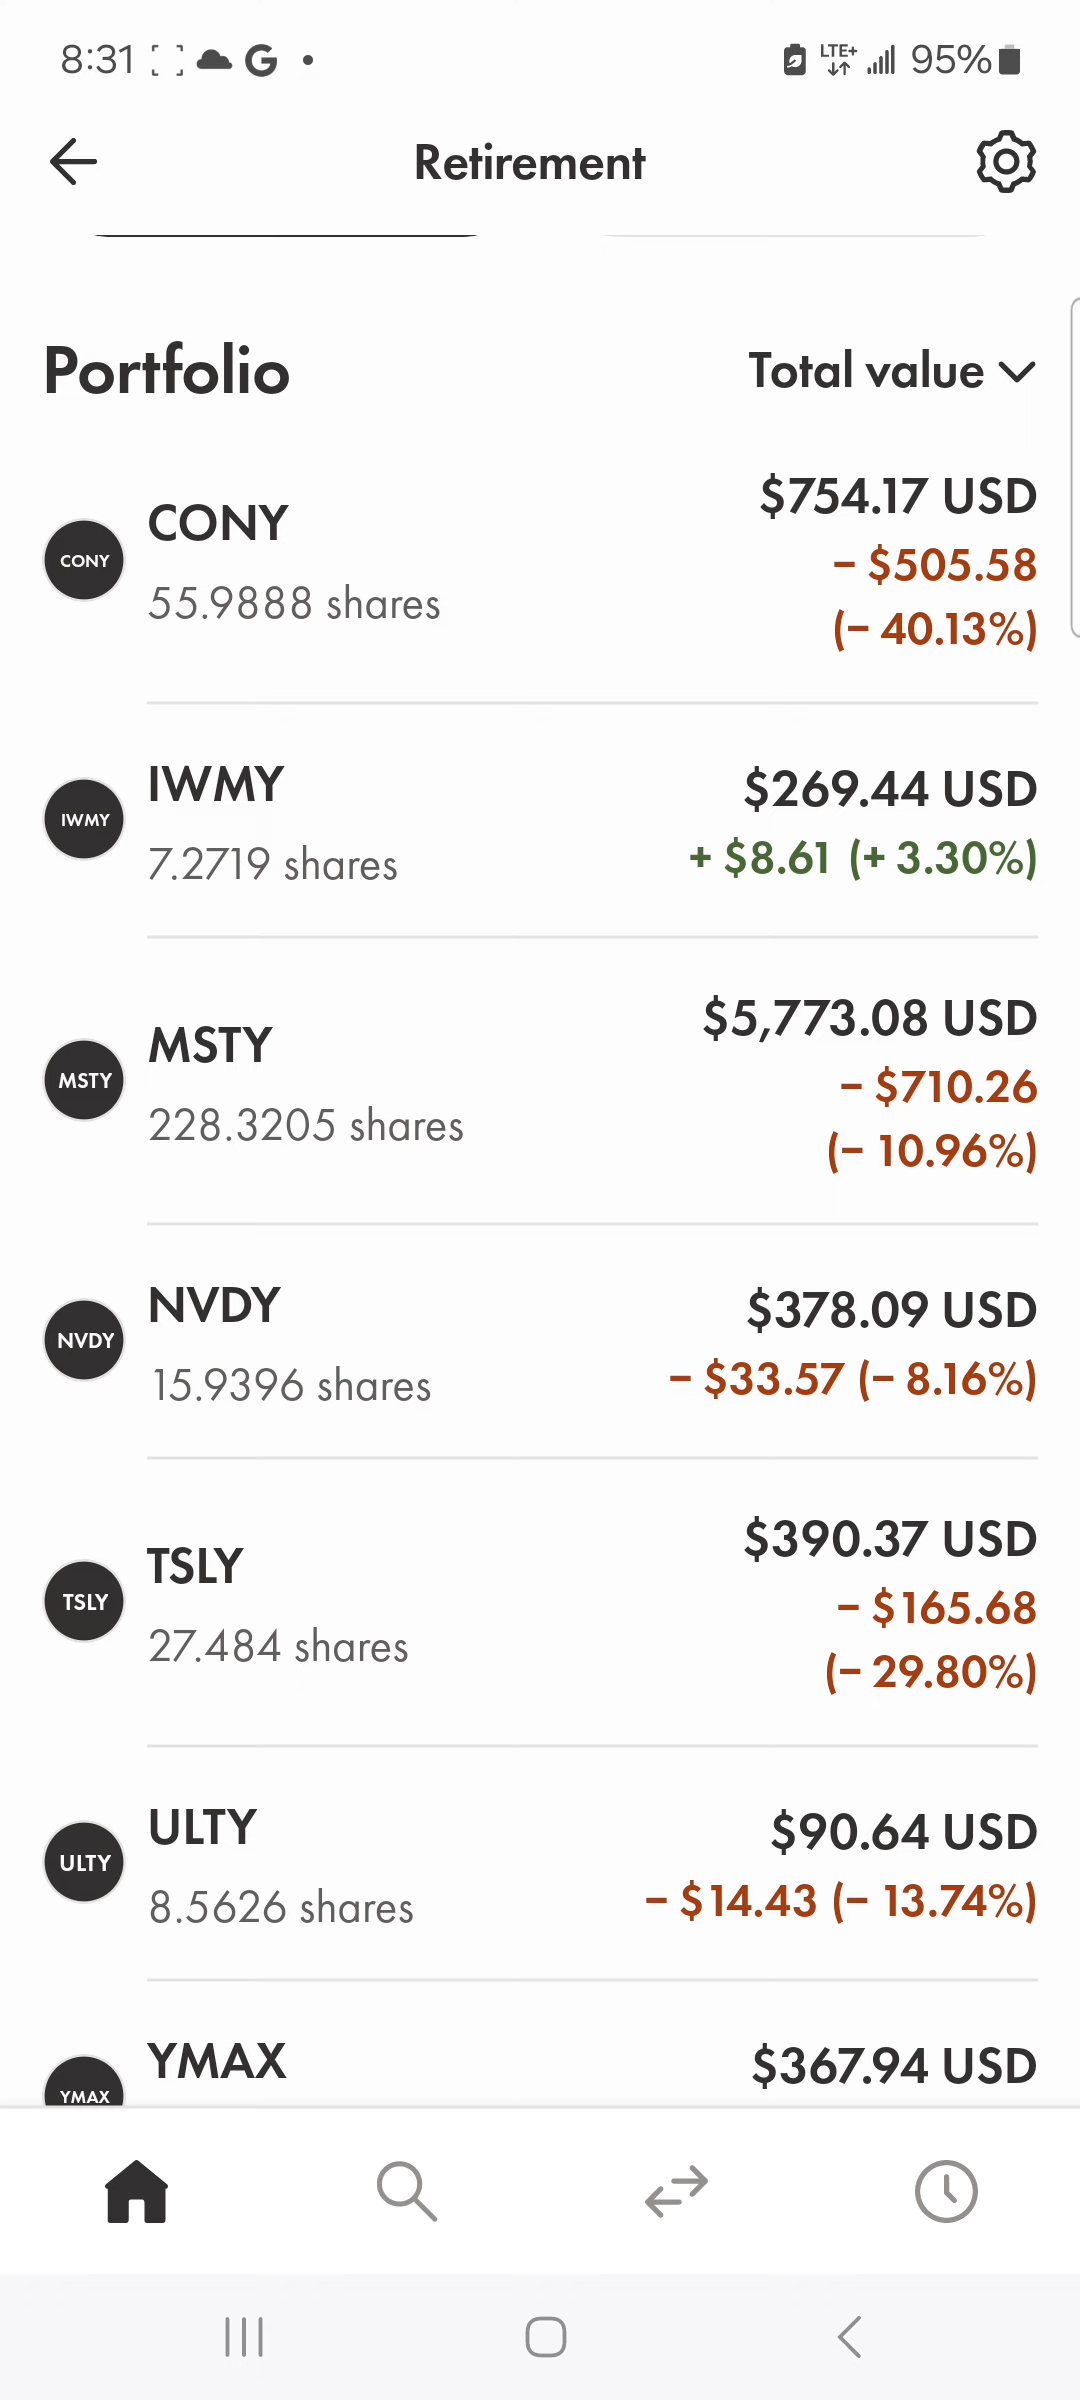 8:31 G LTE+ 95%
Retirement
Portfolio Total value
CONY CONY $754.17 USD
55.9888 shares – $505.58
(– 40.13%)
IWMY IWMY $269.44 USD
7.2719 shares + $8.61 (+ 3.30%)
MSTY MSTY $5,773.08 USD
228.3205 shares – $710.26
(– 10.96%)
NVDY NVDY $378.09 USD
15.9396 shares – $33.57 (– 8.16%)
TSLY TSLY $390.37 USD
27.484 shares – $165.68
(– 29.80%)
ULTY ULTY $90.64 USD
8.5626 shares – $14.43 (– 13.74%)
YMAX YMAX $367.94 USD